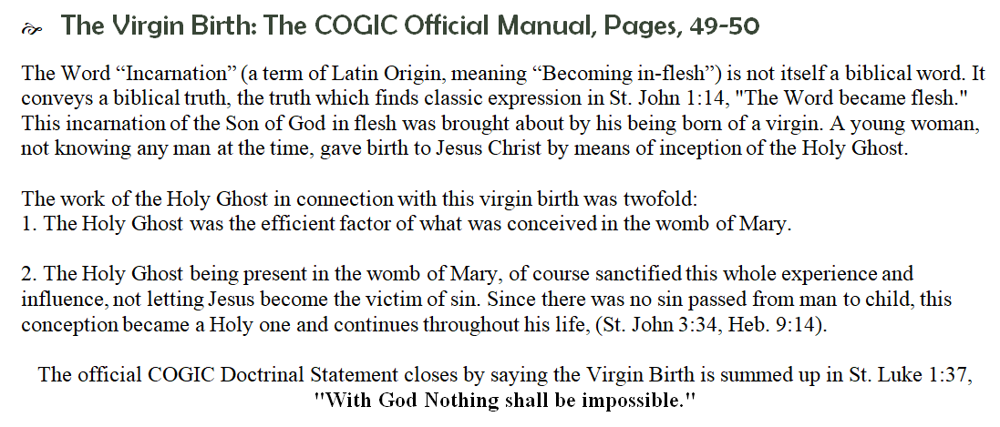 The Virgin Birth: The COGIC Official Manual, Pages, 49-50
The Word “Incarnation” (a term of Latin Origin, meaning “Becoming in-flesh”) is not itself a biblical word. It
conveys a biblical truth, the truth which finds classic expression in St. John 1:14, "The Word became flesh."
This incarnation of the Son of God in flesh was brought about by his being born of a virgin. A young woman,
not knowing any man at the time, gave birth to Jesus Christ by means of inception of the Holy Ghost.
The work of the Holy Ghost in connection with this virgin birth was twofold:
1. The Holy Ghost was the efficient factor of what was conceived in the womb of Mary.
2. The Holy Ghost being present in the womb of Mary, of course sanctified this whole experience and
influence, not letting Jesus become the victim of sin. Since there was no sin passed from man to child, this
conception became a Holy one and continues throughout his life, (St. John 3:34, Heb. 9:14).
The official COGIC Doctrinal Statement closes by saying the Virgin Birth is summed up in St. Luke 1:37,
"With God Nothing shall be impossible."